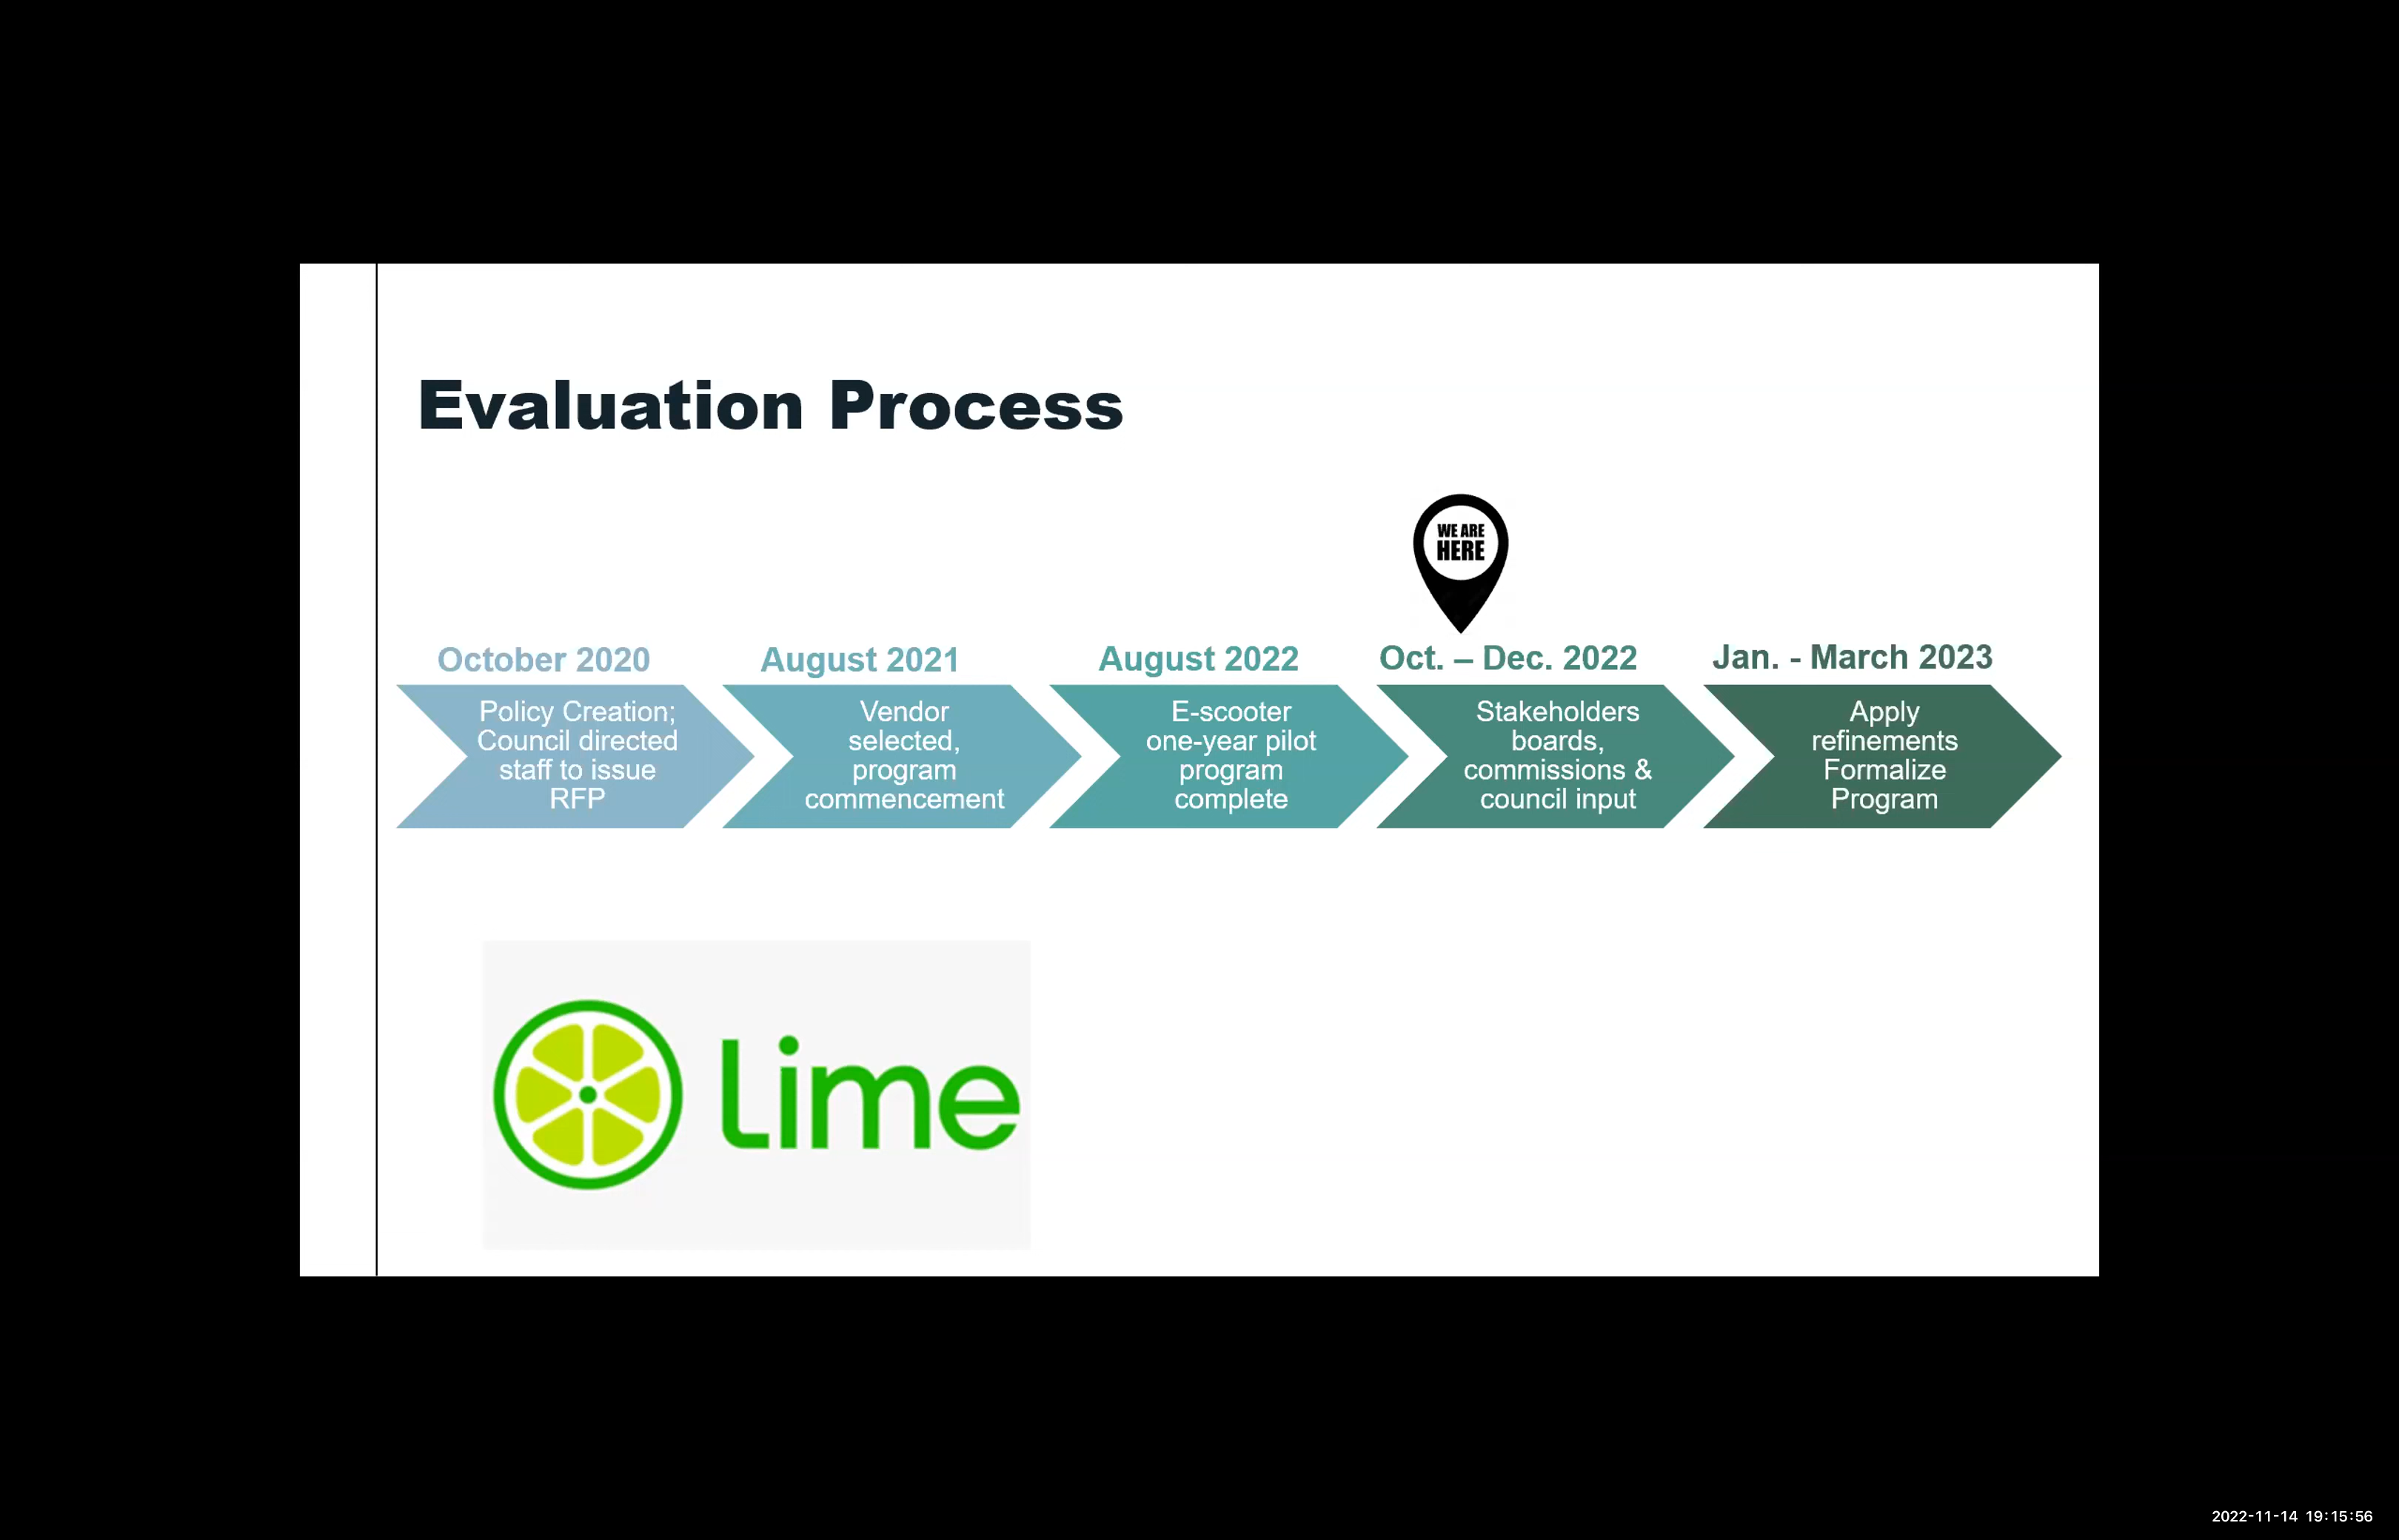 Evaluation Process
WE ARE
HERE
October 2020
August 2021
August 2022
Oct. – Dec. 2022
Jan. - March 2023
Policy Creation;
Council directed
staff to issue
RFP
Vendor
selected,
program
commencement
E-scooter
one-year pilot
program
complete
Stakeholders
boards,
commissions &
council input
Apply
refinements
Formalize
Program
Lime
2022-11-14 19:15:56